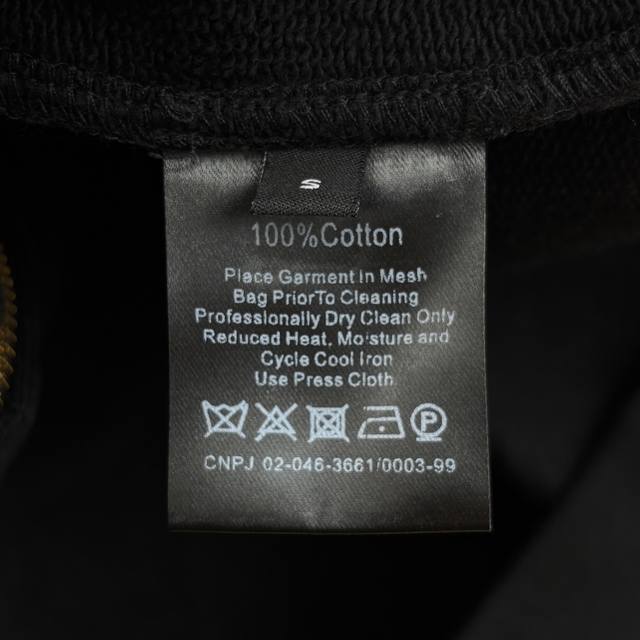 S
100%Cotton
Place Garment in Mesh
Bag PriorTo Cleaning
Professionally Dry Clean Only
Reduced Heat, Moisture and
Cycle Cool Iron
Use Press Cloth
P
CNPJ 02-046-3661/0003-99